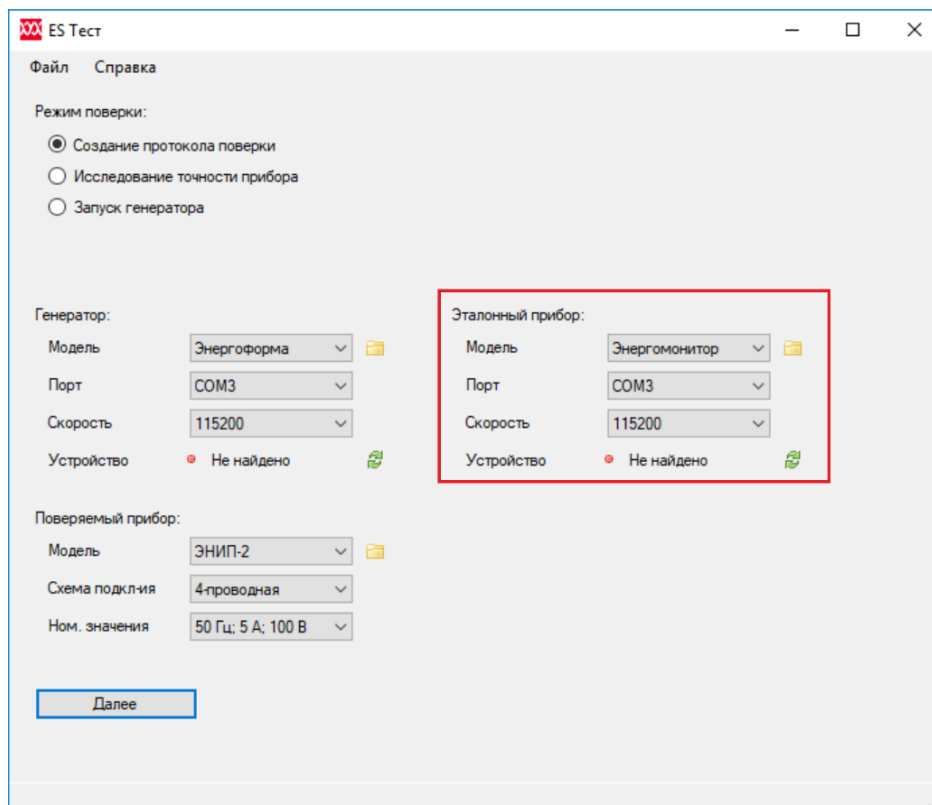 ES Тест
Файл Справка
Режим поверки:
Создание протокола поверки
Исследование точности прибора
Запуск генератора
Генератор:
Модель Энергоформа
Порт COM3
Скорость 115200
Устройство Не найдено
Эталонный прибор:
Модель Энергомонитор
Порт COM3
Скорость 115200
Устройство Не найдено
Поверяемый прибор:
Модель ЭНИП-2
Схема подкл-ия 4-проводная
Ном. значения 50 Гц; 5 А; 100 В
Далее